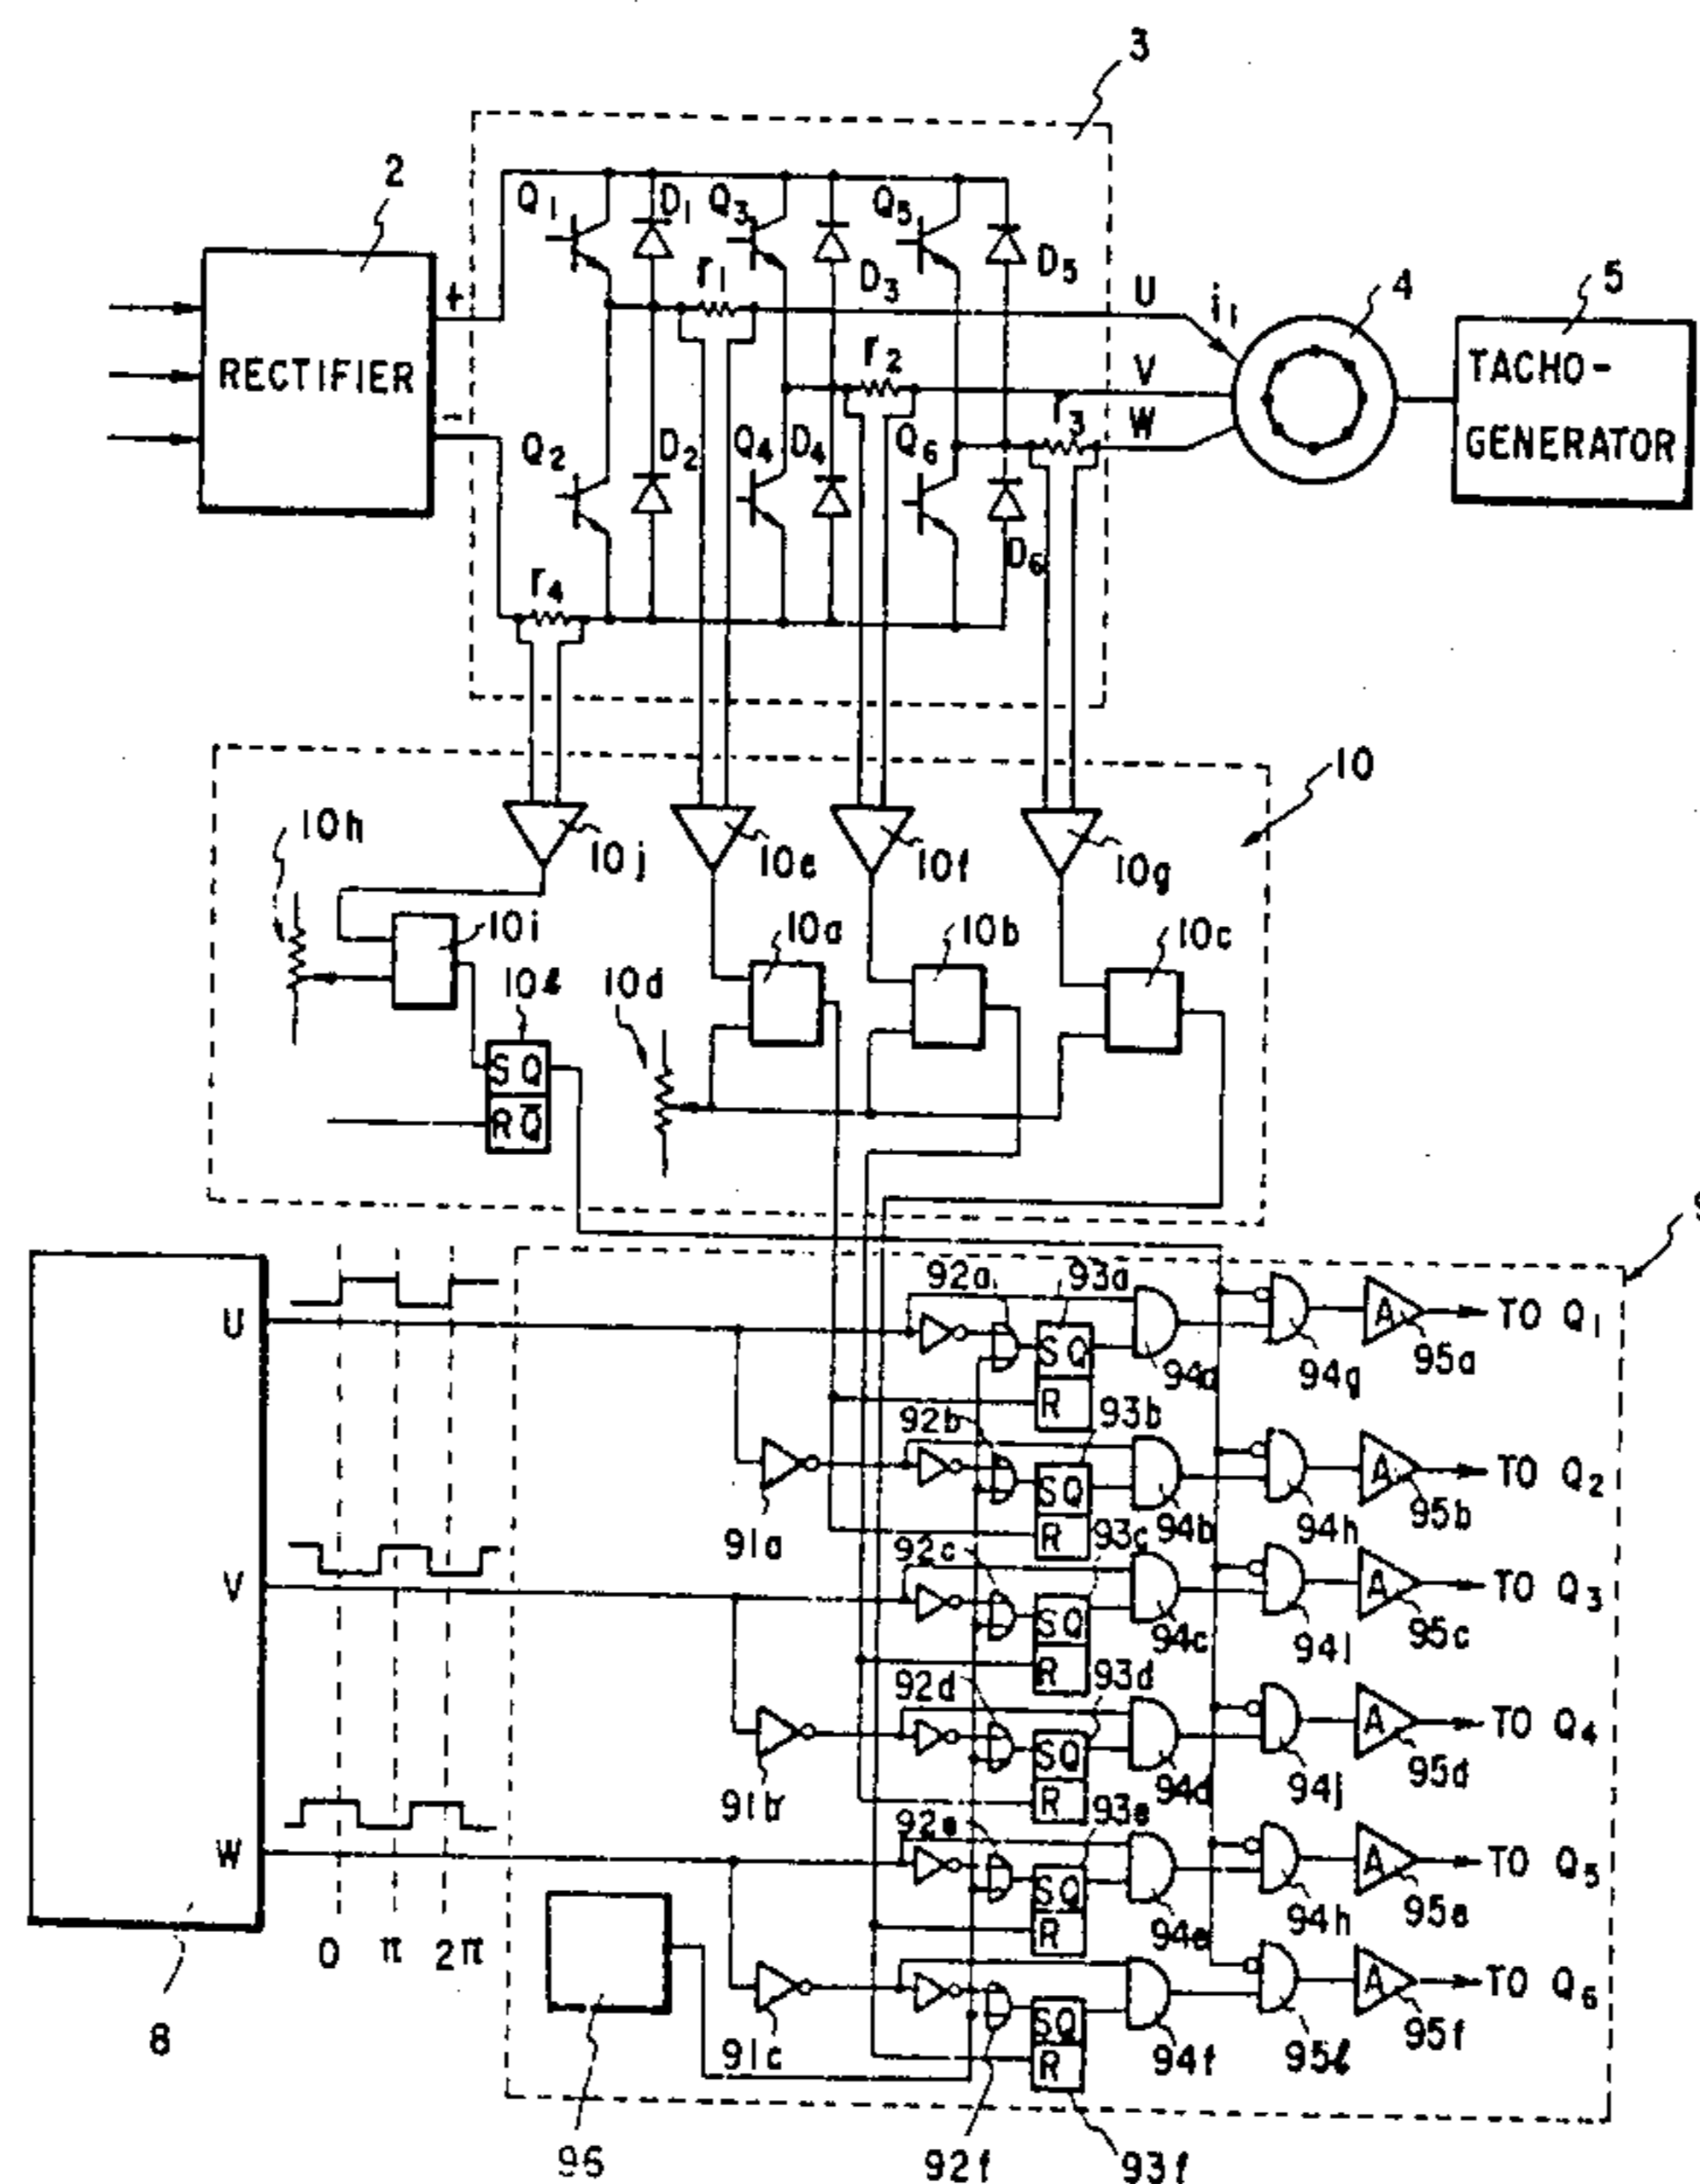 3
2
Q1 D1 Q3 Q5
r1 D3 D5
RECTIFIER
+
-
U i1 4 5
r2 V
r3 W
TACHO-
GENERATOR
Q2 D2 Q4 D4 Q6
D6
r4
10
10h 10j 10e 10f 10g
10i 10a 10b 10c
10d
S Q
R Q̅
9
92a 93a
U
S Q
R
94g
A
95a
TO Q1
92b 93b
91a
S Q
R
94b 94h
A
95b
TO Q2
92c 93c
V
S Q
R
94c
A
95c
TO Q3
92d 93d
91b
S Q
R
94d 94j
A
95d
TO Q4
92e 93e
W
S Q
R
94e 94h
A
95e
TO Q5
0 π 2π
8
96
91c
S Q
R
94f 95ℓ
A
95f
TO Q6
92f 93f